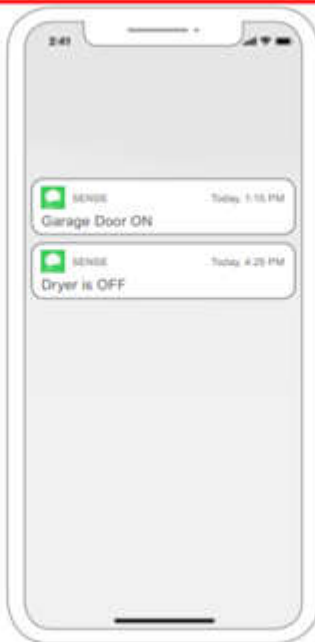 2:41
SENSE Today, 1:15 PM
Garage Door ON
SENSE Today, 4:25 PM
Dryer is OFF